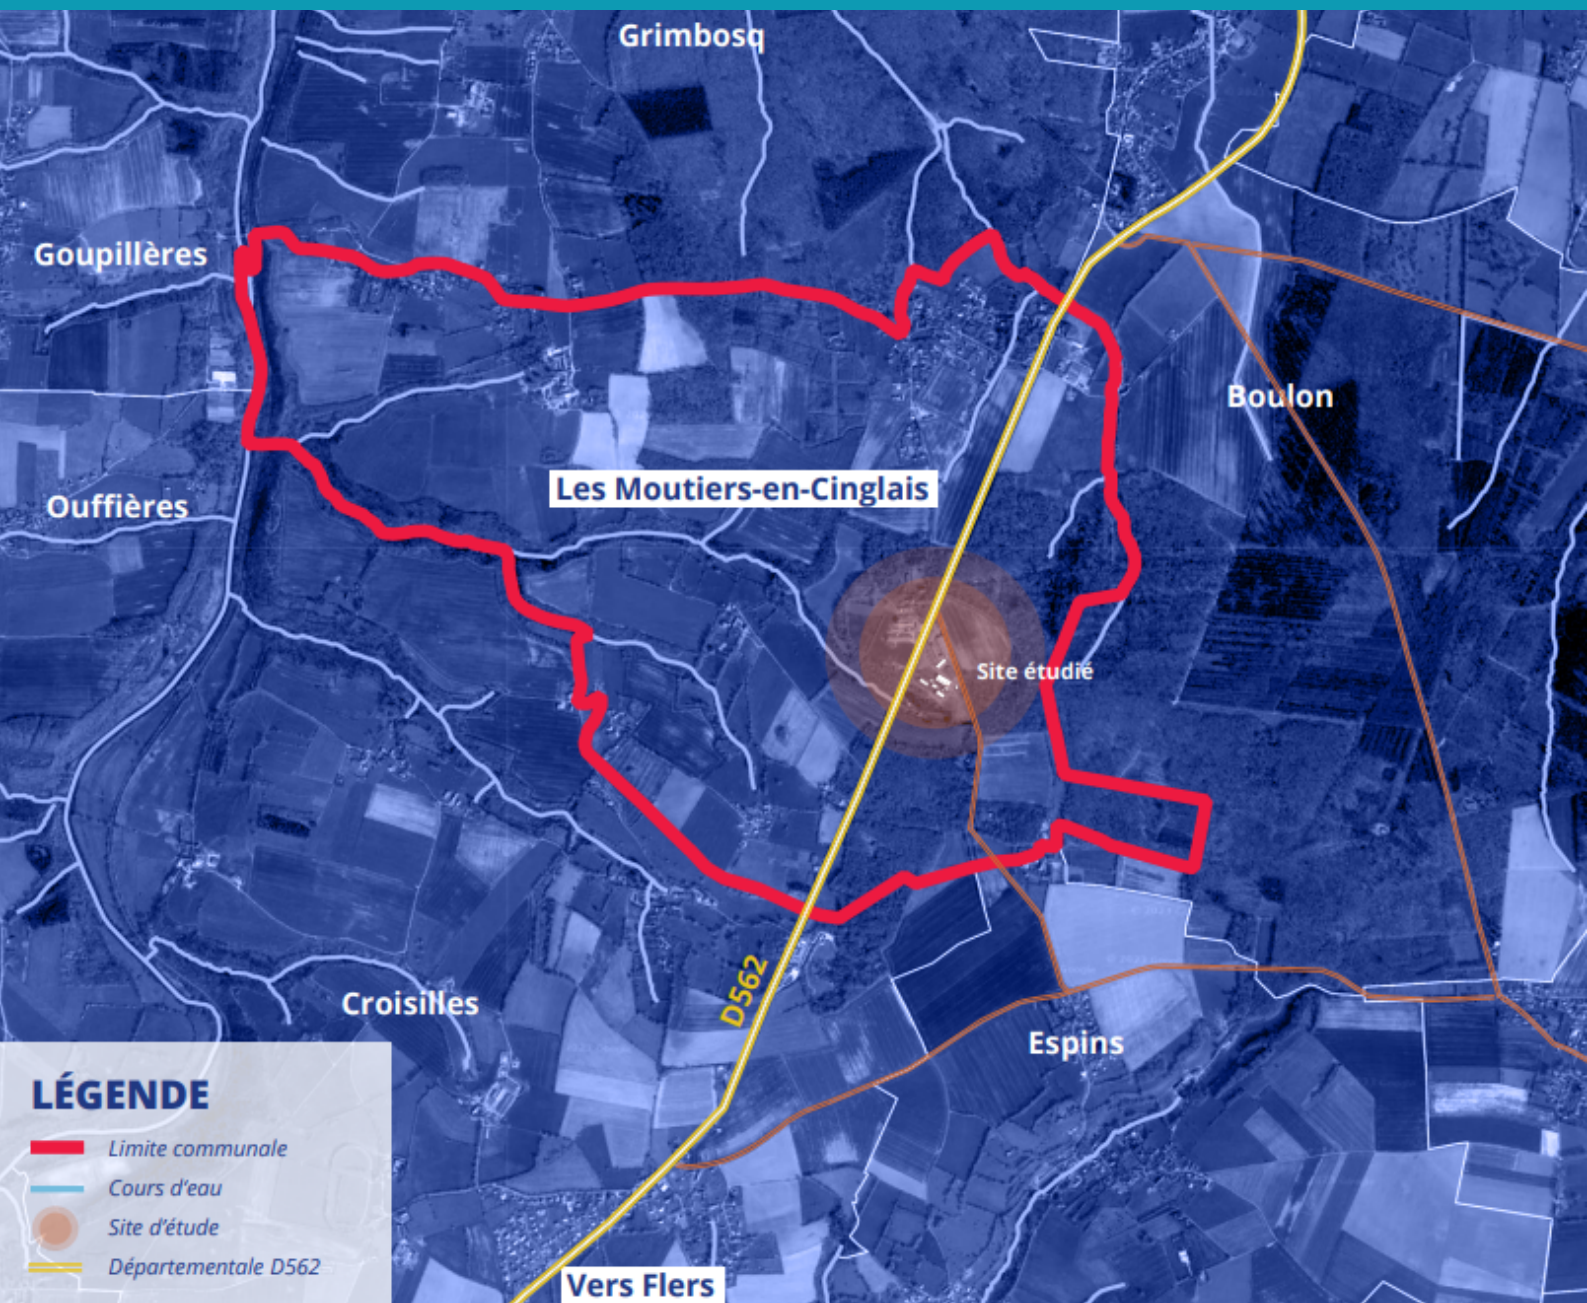 Grimbosq
Goupillères
Boulon
Les Moutiers-en-Cinglais
Ouffières
Site étudié
D562
Croisilles
Espins
LÉGENDE
Limite communale
Cours d'eau
Site d'étude
Départementale D562
Vers Flers